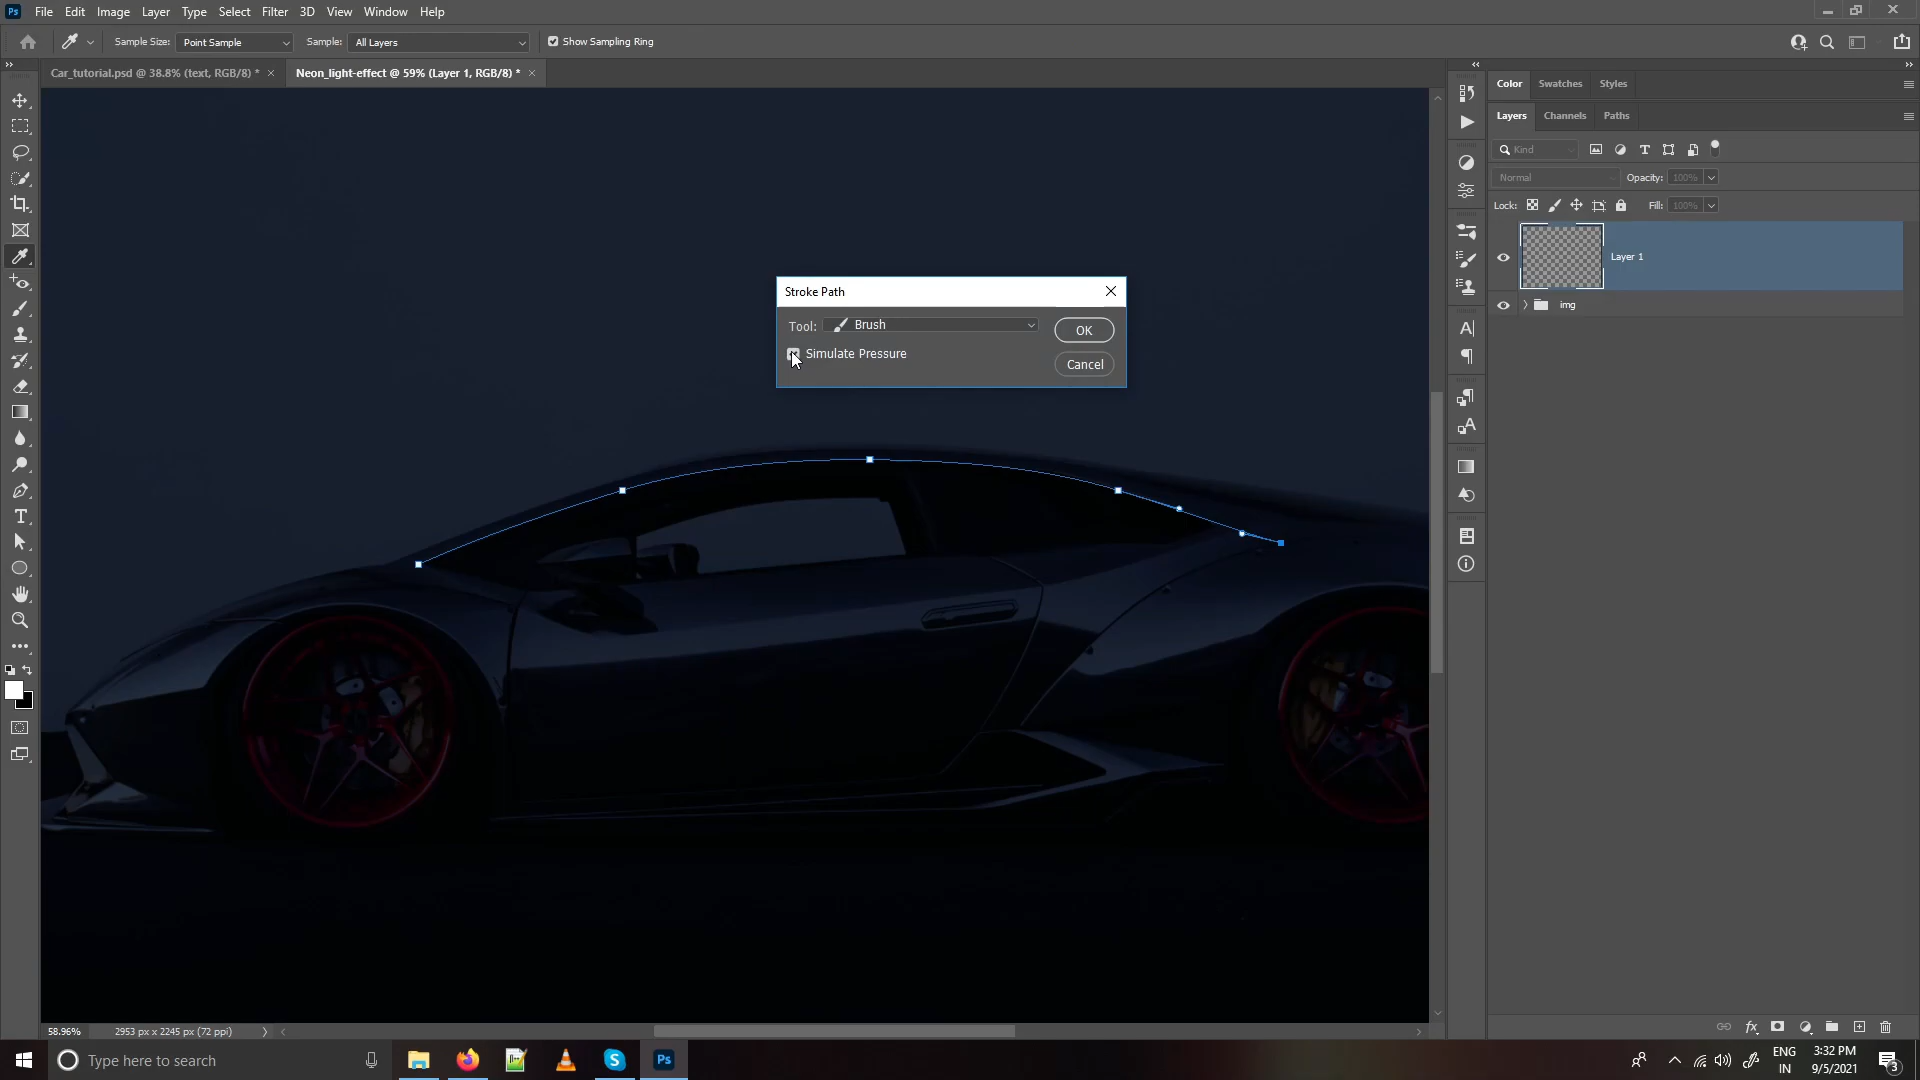 Ps File Edit Image Layer Type Select Filter 3D View Window Help
Sample Size: Point Sample Sample: All Layers Show Sampling Ring
Car_tutorial.psd @ 38.8% (text, RGB/8) * ×
Neon_light-effect @ 59% (Layer 1, RGB/8) * ×
Color Swatches Styles
Layers Channels Paths
Kind
Normal Opacity: 100%
Lock: Fill: 100%
Layer 1
img
Stroke Path
Tool: Brush OK
Simulate Pressure
Cancel
58.96% 2953 px x 2245 px (72 ppi)
Type here to search
Ps
ENG
IN
3:32 PM
9/5/2021
3